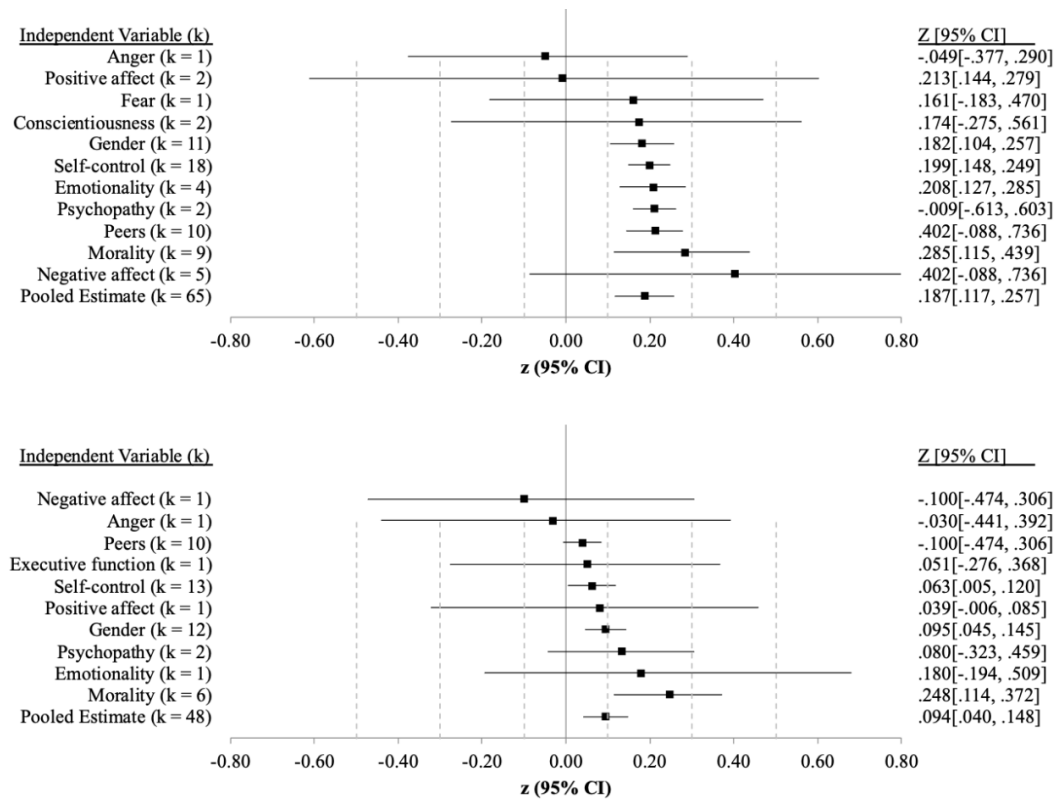 Independent Variable (k) Z [95% CI]
Anger (k = 1) -.049[-.377, .290]
Positive affect (k = 2) .213[.144, .279]
Fear (k = 1) .161[-.183, .470]
Conscientiousness (k = 2) .174[-.275, .561]
Gender (k = 11) .182[.104, .257]
Self-control (k = 18) .199[.148, .249]
Emotionality (k = 4) .208[.127, .285]
Psychopathy (k = 2) -.009[-.613, .603]
Peers (k = 10) .402[-.088, .736]
Morality (k = 9) .285[.115, .439]
Negative affect (k = 5) .402[-.088, .736]
Pooled Estimate (k = 65) .187[.117, .257]
-0.80 -0.60 -0.40 -0.20 0.00 0.20 0.40 0.60 0.80
z (95% CI)
Independent Variable (k) Z [95% CI]
Negative affect (k = 1) -.100[-.474, .306]
Anger (k = 1) -.030[-.441, .392]
Peers (k = 10) -.100[-.474, .306]
Executive function (k = 1) .051[-.276, .368]
Self-control (k = 13) .063[.005, .120]
Positive affect (k = 1) .039[-.006, .085]
Gender (k = 12) .095[.045, .145]
Psychopathy (k = 2) .080[-.323, .459]
Emotionality (k = 1) .180[-.194, .509]
Morality (k = 6) .248[.114, .372]
Pooled Estimate (k = 48) .094[.040, .148]
-0.80 -0.60 -0.40 -0.20 0.00 0.20 0.40 0.60 0.80
z (95% CI)